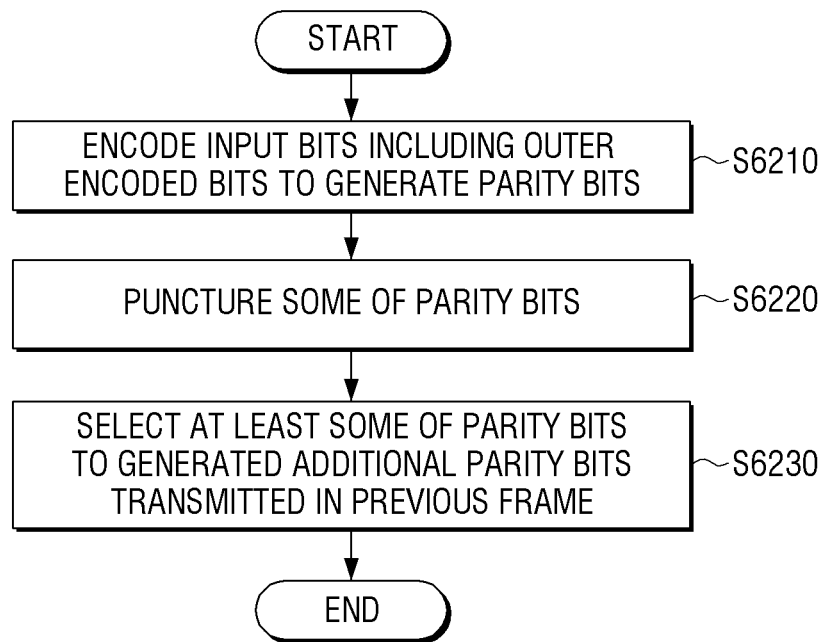 START
ENCODE INPUT BITS INCLUDING OUTER
ENCODED BITS TO GENERATE PARITY BITS
S6210
PUNCTURE SOME OF PARITY BITS
S6220
SELECT AT LEAST SOME OF PARITY BITS
TO GENERATED ADDITIONAL PARITY BITS
TRANSMITTED IN PREVIOUS FRAME
S6230
END